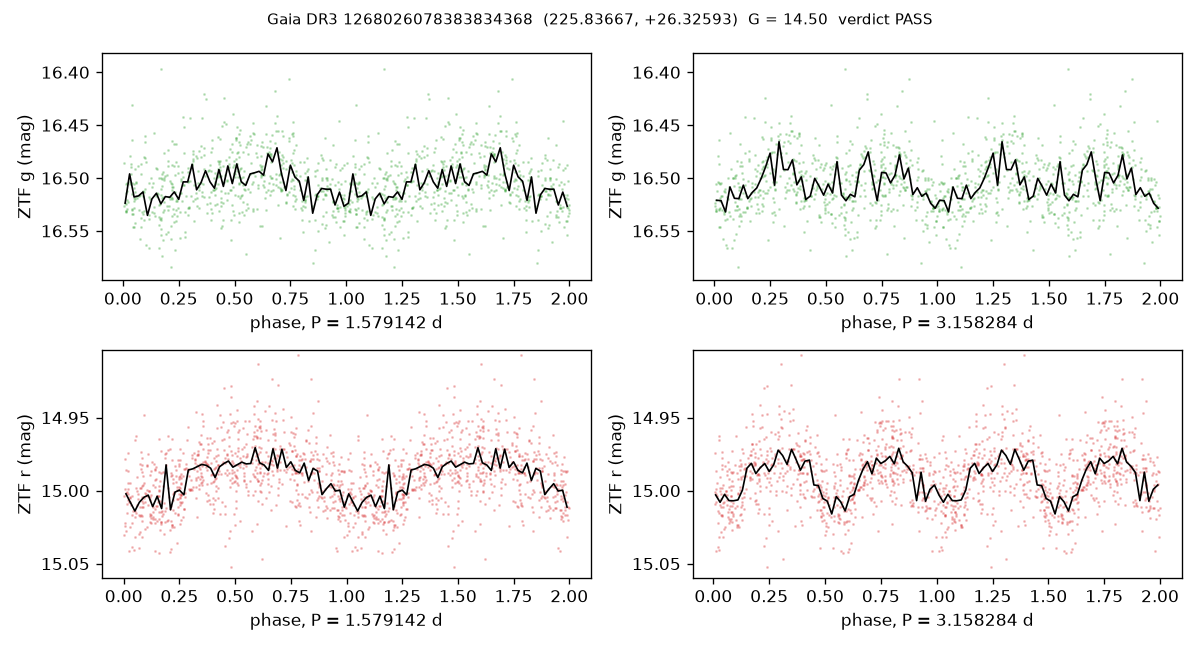 Gaia DR3 1268026078383834368  (225.83667, +26.32593)  G = 14.50  verdict PASS
ZTF g (mag)
16.40
16.45
16.50
16.55
0.00 0.25 0.50 0.75 1.00 1.25 1.50 1.75 2.00
phase, P = 1.579142 d
ZTF g (mag)
16.40
16.45
16.50
16.55
0.00 0.25 0.50 0.75 1.00 1.25 1.50 1.75 2.00
phase, P = 3.158284 d
ZTF r (mag)
14.95
15.00
15.05
0.00 0.25 0.50 0.75 1.00 1.25 1.50 1.75 2.00
phase, P = 1.579142 d
ZTF r (mag)
14.95
15.00
15.05
0.00 0.25 0.50 0.75 1.00 1.25 1.50 1.75 2.00
phase, P = 3.158284 d